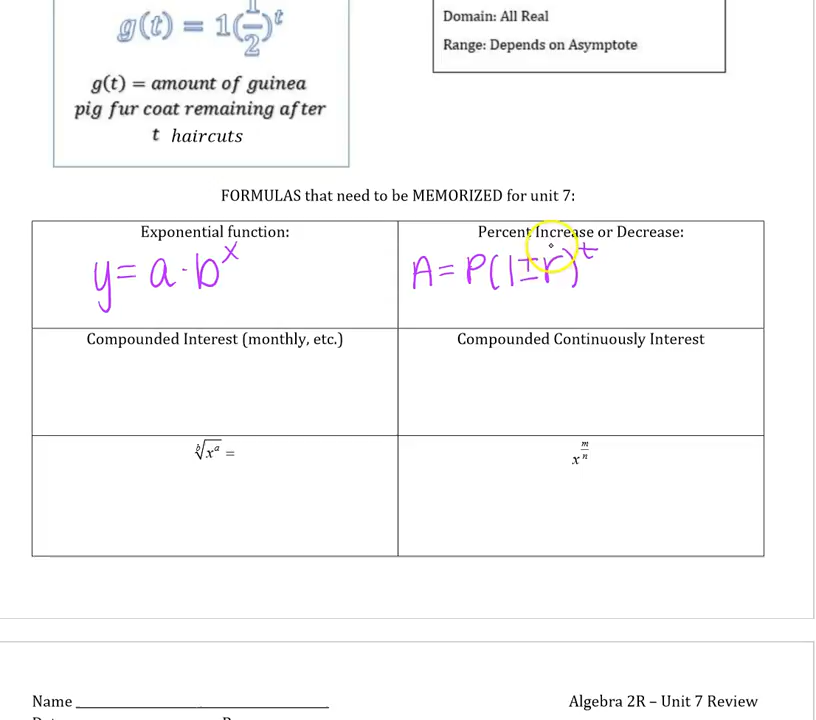 g(t) = 1(1/2)^t
g(t) = amount of guinea
pig fur coat remaining after
t haircuts
Domain: All Real
Range: Depends on Asymptote
FORMULAS that need to be MEMORIZED for unit 7:
Exponential function:
y = a · b^x
Percent Increase or Decrease:
A = P(1 ± r)^t
Compounded Interest (monthly, etc.)
Compounded Continuously Interest
ᵇ√xᵃ =
x^(m/n)
Name
Algebra 2R – Unit 7 Review